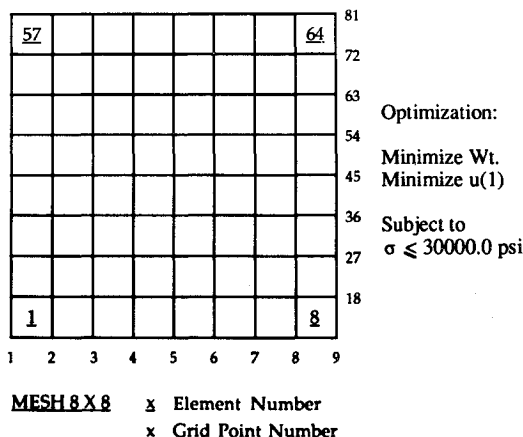 81
57 64
72
63
54
45
36
27
18
1 8
1 2 3 4 5 6 7 8 9
Optimization:
Minimize Wt.
Minimize u(1)
Subject to
σ ⩽ 30000.0 psi
MESH 8 X 8
x Element Number
x Grid Point Number